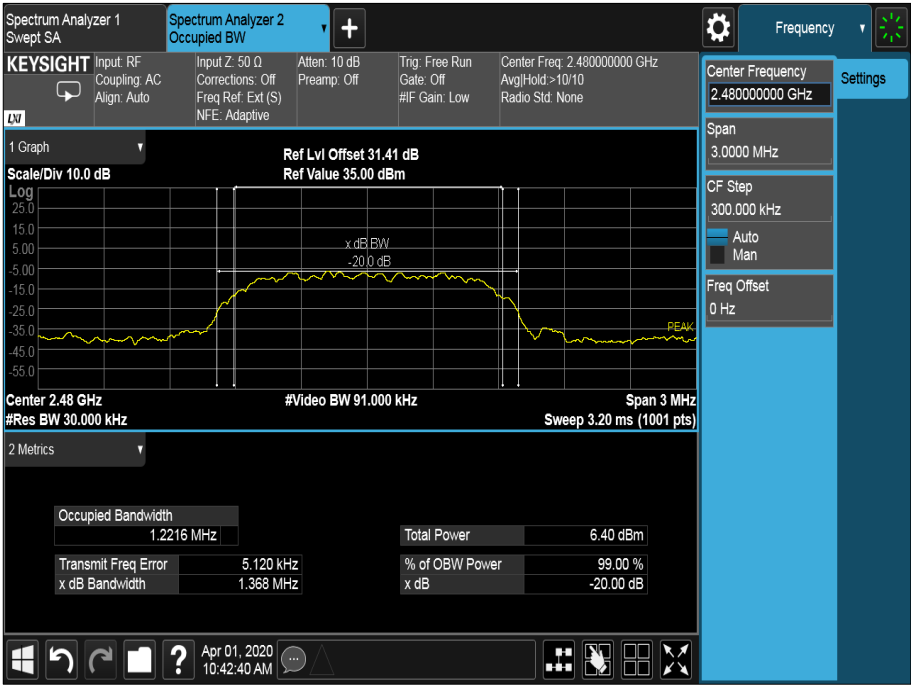 Spectrum Analyzer 1
Swept SA
Spectrum Analyzer 2
Occupied BW
+
Frequency
KEYSIGHT
Input: RF
Coupling: AC
Align: Auto
Input Z: 50 Ω
Corrections: Off
Freq Ref: Ext (S)
NFE: Adaptive
Atten: 10 dB
Preamp: Off
Trig: Free Run
Gate: Off
#IF Gain: Low
Center Freq: 2.480000000 GHz
Avg|Hold:>10/10
Radio Std: None
LXI
Center Frequency
2.480000000 GHz
Settings
Span
3.0000 MHz
CF Step
300.000 kHz
Auto
Man
Freq Offset
0 Hz
1 Graph
Ref Lvl Offset 31.41 dB
Scale/Div 10.0 dB
Ref Value 35.00 dBm
Log
25.0
15.0
5.00
-5.00
-15.0
-25.0
-35.0
-45.0
-55.0
x dB BW
-20.0 dB
PEAK
Center 2.48 GHz
#Video BW 91.000 kHz
Span 3 MHz
#Res BW 30.000 kHz
Sweep 3.20 ms (1001 pts)
2 Metrics
Occupied Bandwidth
1.2216 MHz
Total Power 6.40 dBm
Transmit Freq Error 5.120 kHz
% of OBW Power 99.00 %
x dB Bandwidth 1.368 MHz
x dB -20.00 dB
?
Apr 01, 2020
10:42:40 AM